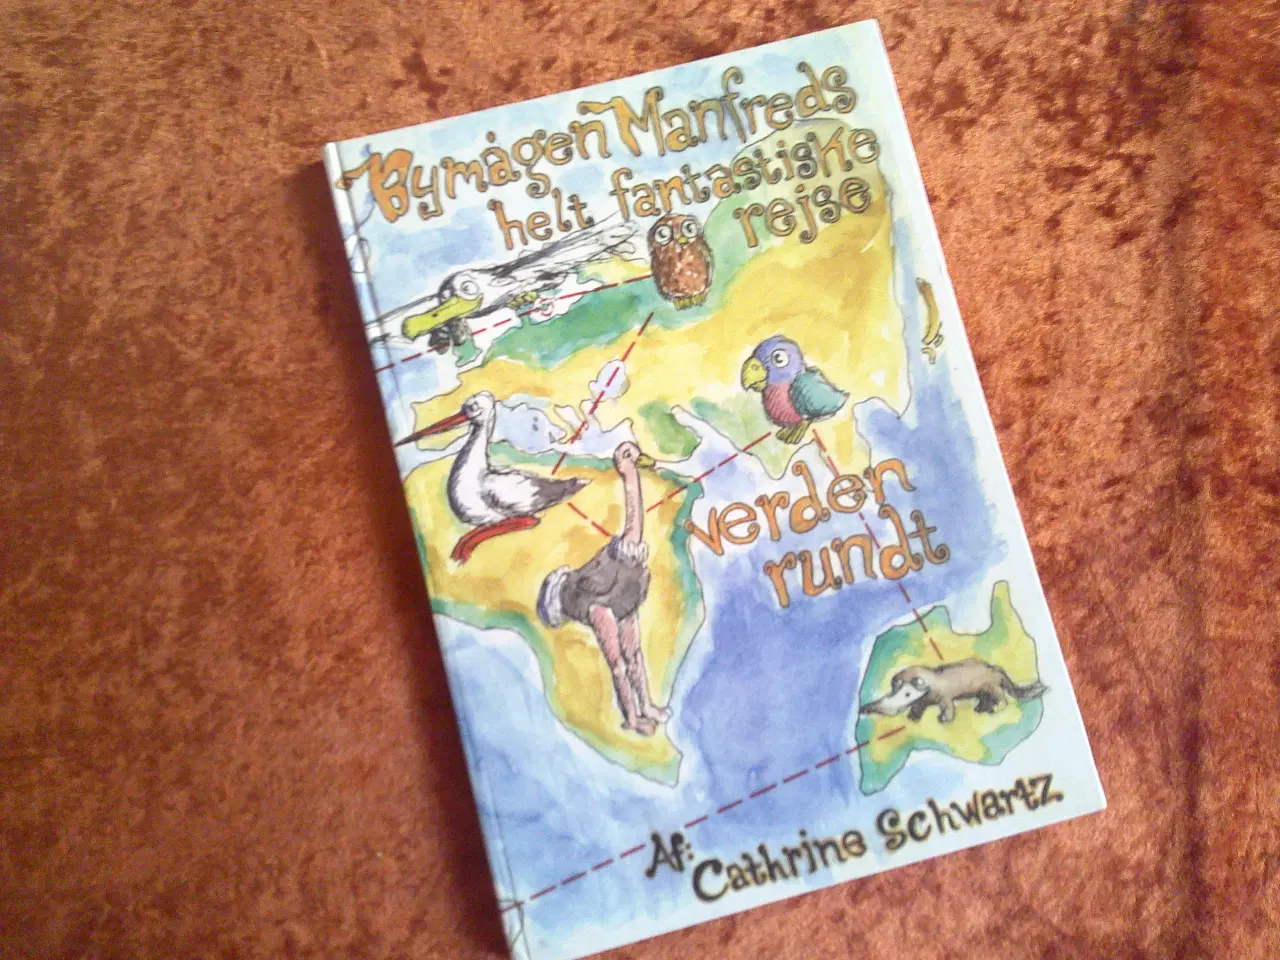 Bymågen Manfreds
helt fantastiske
rejse
verden
rundt
Af:
Cathrine Schwartz